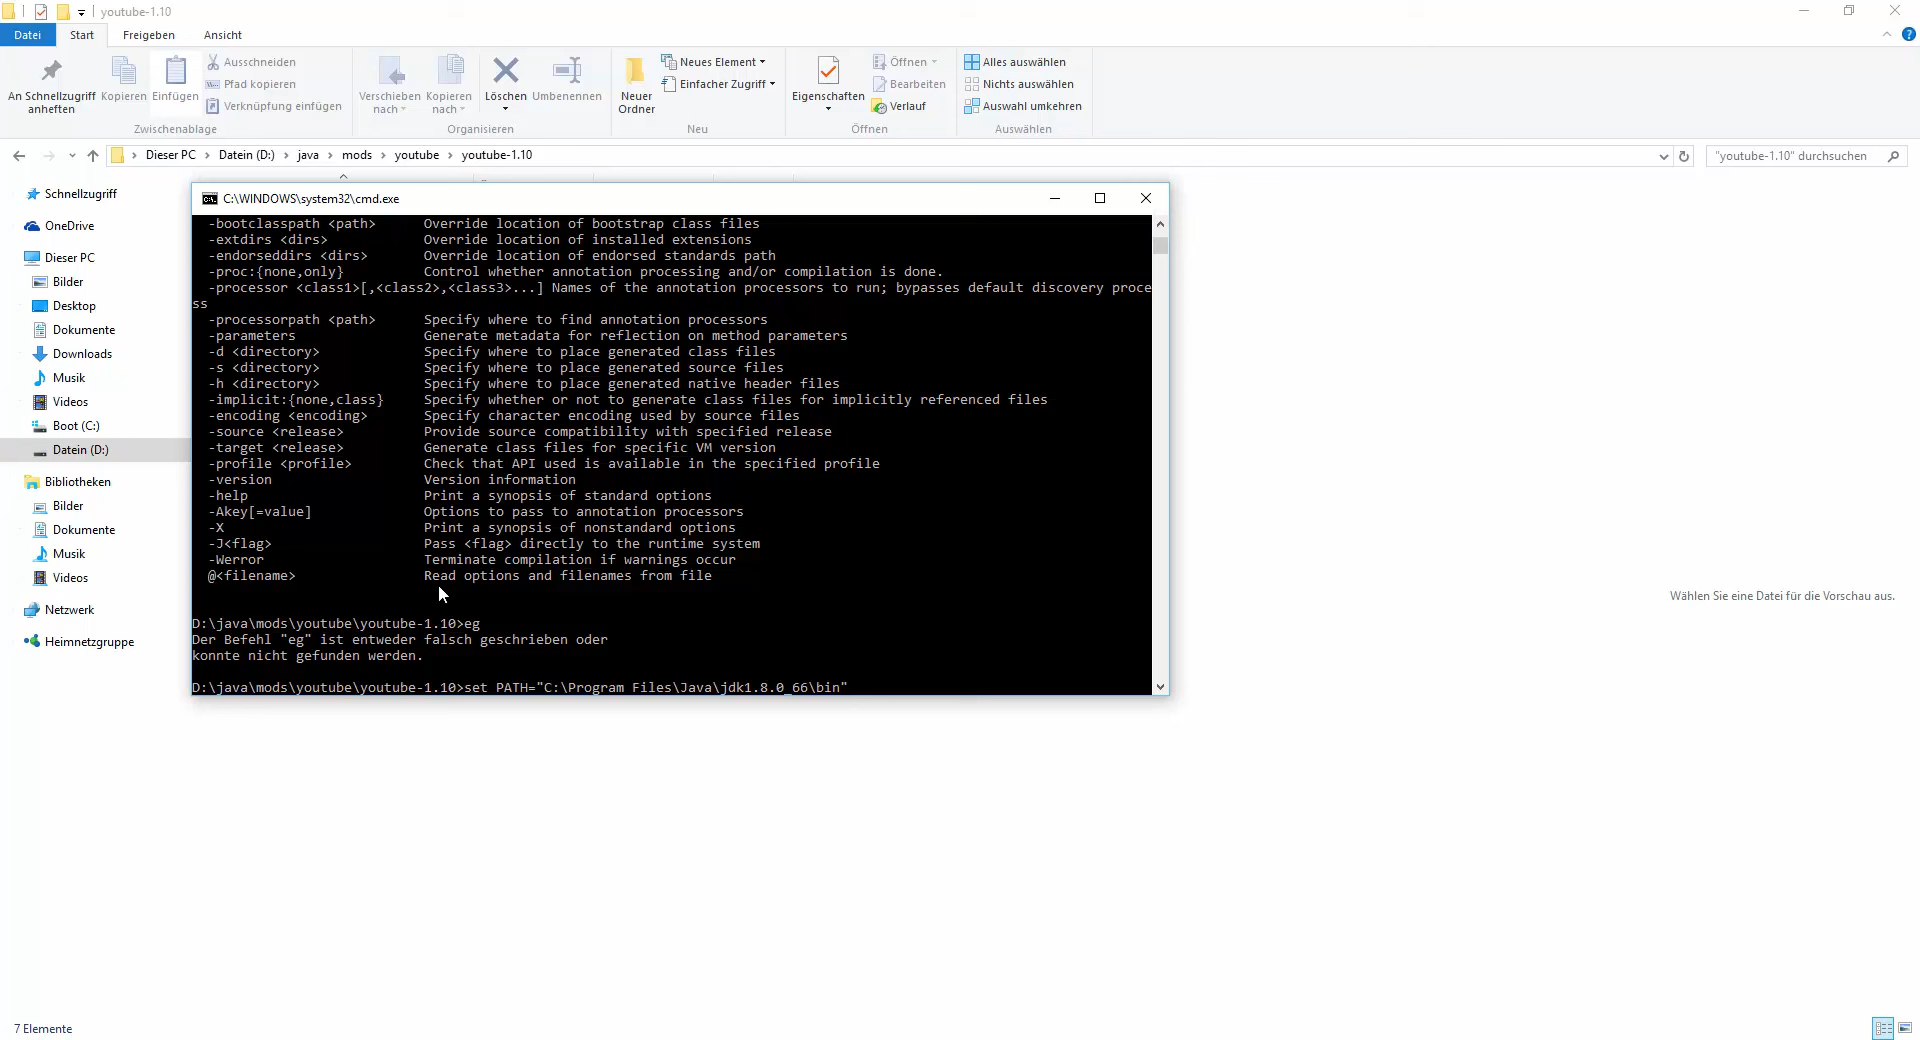 youtube-1.10
Datei Start Freigeben Ansicht
An Schnellzugriff anheften
Kopieren
Einfügen
Ausschneiden
Pfad kopieren
Verknüpfung einfügen
Zwischenablage
Verschieben nach
Kopieren nach
Löschen
Umbenennen
Organisieren
Neuer Ordner
Neues Element
Einfacher Zugriff
Neu
Eigenschaften
Öffnen
Bearbeiten
Verlauf
Öffnen
Alles auswählen
Nichts auswählen
Auswahl umkehren
Auswählen
Dieser PC > Datein (D:) > java > mods > youtube > youtube-1.10
"youtube-1.10" durchsuchen
Schnellzugriff
OneDrive
Dieser PC
Bilder
Desktop
Dokumente
Downloads
Musik
Videos
Boot (C:)
Datein (D:)
Bibliotheken
Bilder
Dokumente
Musik
Videos
Netzwerk
Heimnetzgruppe
C:\WINDOWS\system32\cmd.exe
-bootclasspath <path> Override location of bootstrap class files
-extdirs <dirs> Override location of installed extensions
-endorseddirs <dirs> Override location of endorsed standards path
-proc:{none,only} Control whether annotation processing and/or compilation is done.
-processor <class1>[,<class2>,<class3>...] Names of the annotation processors to run; bypasses default discovery proce
ss
-processorpath <path> Specify where to find annotation processors
-parameters Generate metadata for reflection on method parameters
-d <directory> Specify where to place generated class files
-s <directory> Specify where to place generated source files
-h <directory> Specify where to place generated native header files
-implicit:{none,class} Specify whether or not to generate class files for implicitly referenced files
-encoding <encoding> Specify character encoding used by source files
-source <release> Provide source compatibility with specified release
-target <release> Generate class files for specific VM version
-profile <profile> Check that API used is available in the specified profile
-version Version information
-help Print a synopsis of standard options
-Akey[=value] Options to pass to annotation processors
-X Print a synopsis of nonstandard options
-J<flag> Pass <flag> directly to the runtime system
-Werror Terminate compilation if warnings occur
@<filename> Read options and filenames from file
D:\java\mods\youtube\youtube-1.10>eg
Der Befehl "eg" ist entweder falsch geschrieben oder
konnte nicht gefunden werden.
D:\java\mods\youtube\youtube-1.10>set PATH="C:\Program Files\Java\jdk1.8.0_66\bin"
Wählen Sie eine Datei für die Vorschau aus.
7 Elemente